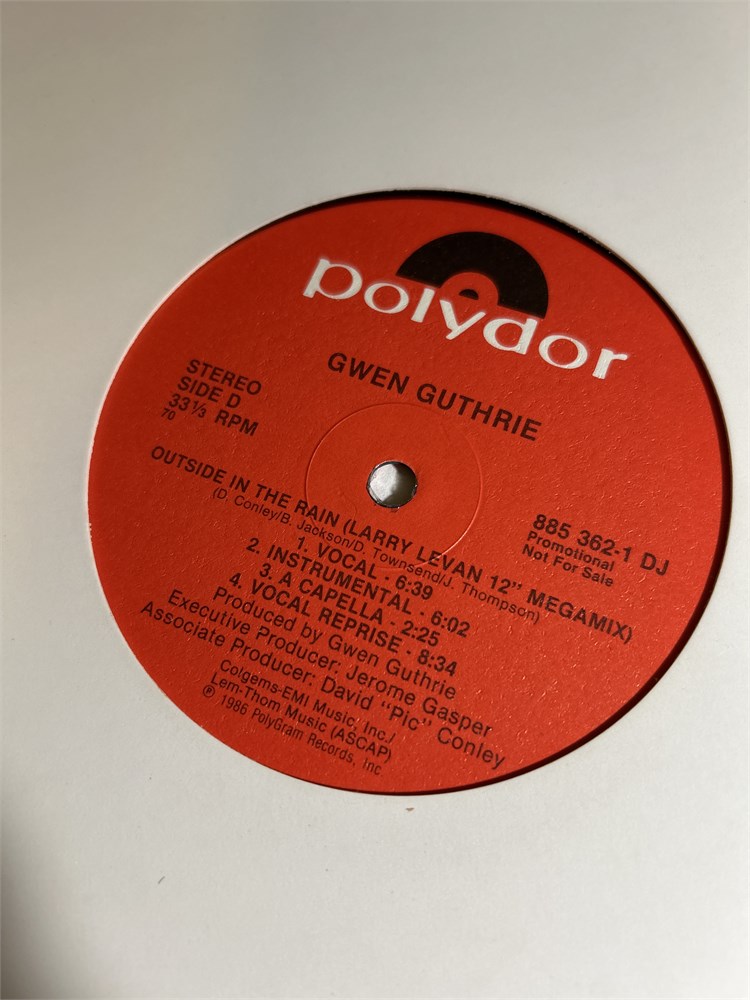 polydor
GWEN GUTHRIE
STEREO
SIDE D
33 1/3 RPM
70
885 362-1 DJ
Promotional
Not For Sale
OUTSIDE IN THE RAIN (LARRY LEVAN 12" MEGAMIX)
(D. Conley/B. Jackson/D. Townsend/J. Thompson)
1. VOCAL - 6:39
2. INSTRUMENTAL - 6:02
3. A CAPELLA - 2:25
4. VOCAL REPRISE - 8:34
Produced by Gwen Guthrie
Executive Producer: Jerome Gasper
Associate Producer: David "Pic" Conley
Colgems-EMI Music, Inc./
Lem-Thom Music (ASCAP)
℗ 1986 PolyGram Records, Inc